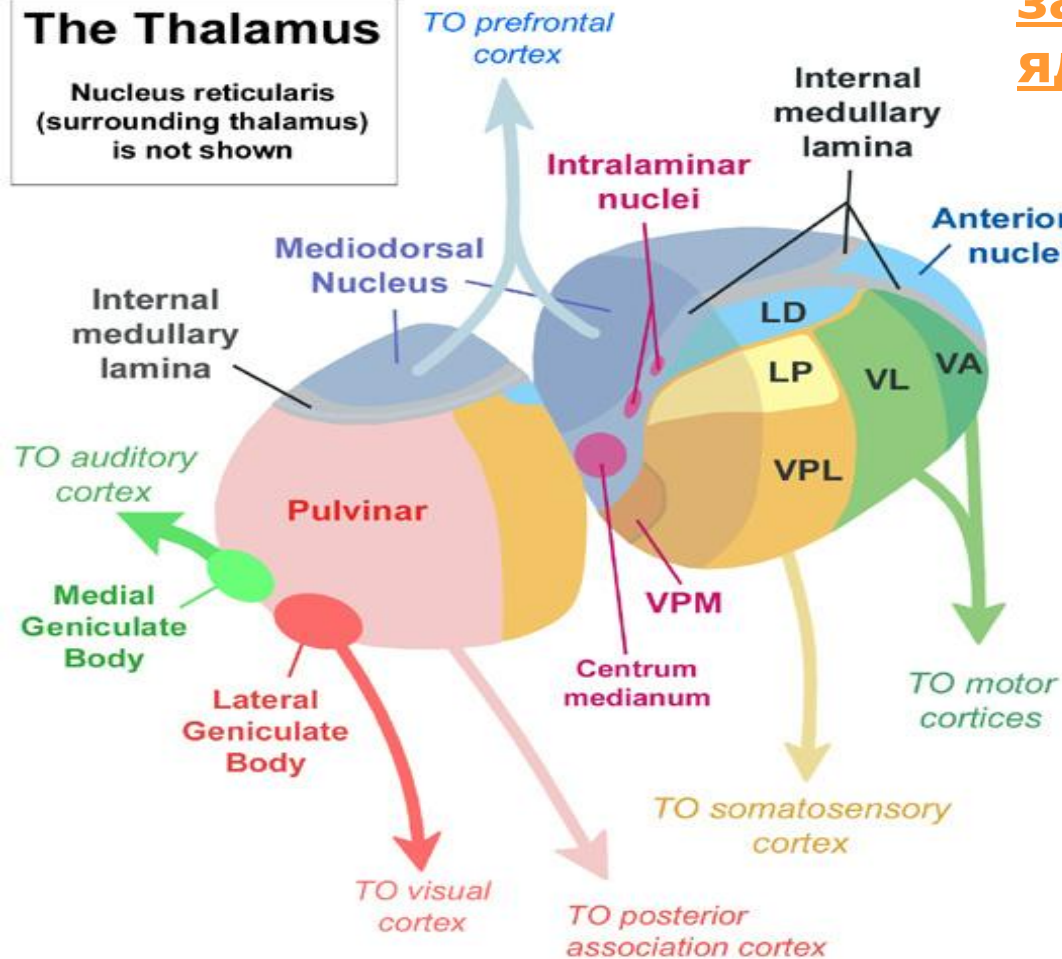 The Thalamus
Nucleus reticularis
(surrounding thalamus)
is not shown
TO prefrontal
cortex
Internal
medullary
lamina
Intralaminar
nuclei
Mediodorsal
Nucleus
Internal
medullary
lamina
LD
LP
VL
VA
VPL
TO auditory
cortex
Pulvinar
Medial
Geniculate
Body
VPM
Centrum
medianum
Lateral
Geniculate
Body
TO motor
cortices
TO somatosensory
cortex
TO visual
cortex
TO posterior
association cortex